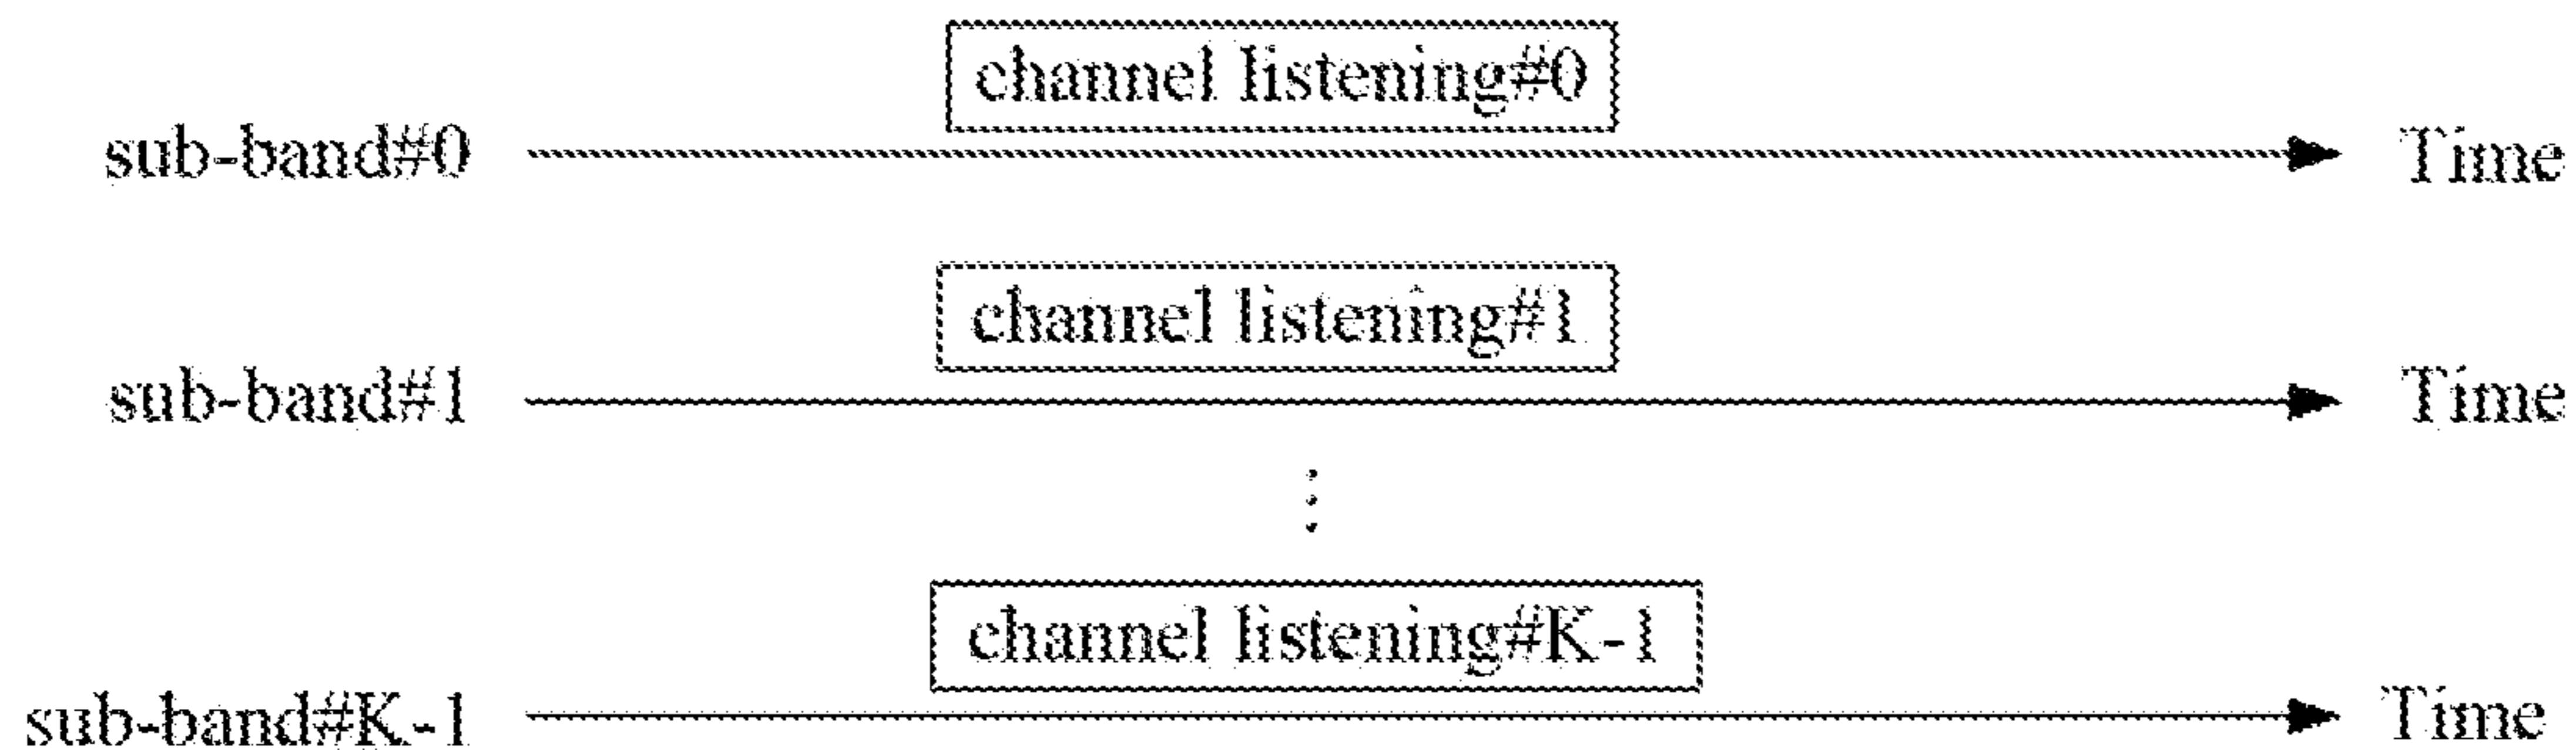 channel listening#0
sub-band#0 Time
channel listening#1
sub-band#1 Time
channel listening#K-1
sub-band#K-1 Time